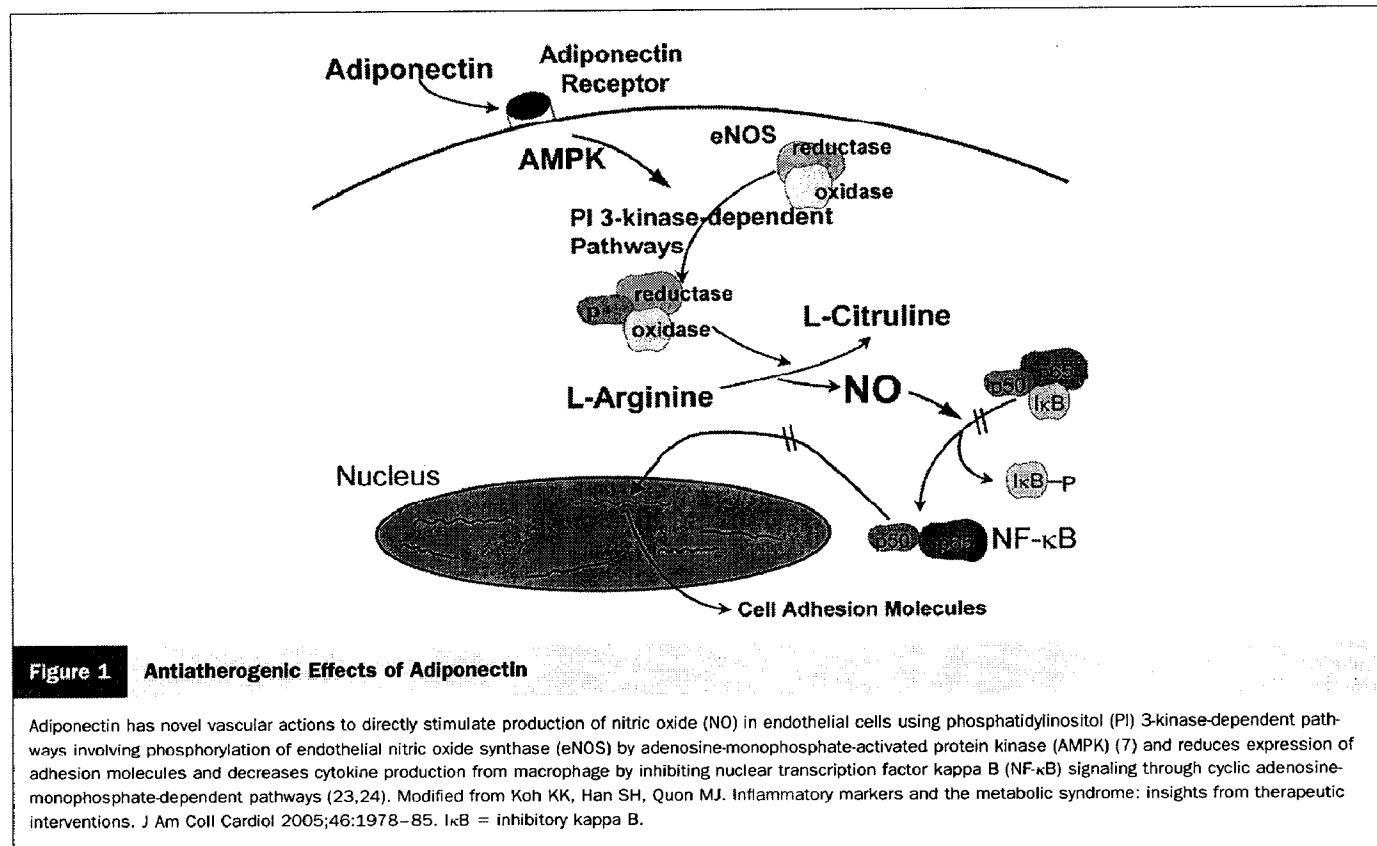 Adiponectin
Adiponectin
Receptor
AMPK
eNOS
reductase
oxidase
PI 3-kinase-dependent
Pathways
reductase
oxidase
L-Citruline
L-Arginine
NO
p50
p65
IκB
Nucleus
IκB-P
p50
p65
NF-κB
Cell Adhesion Molecules
Figure 1 Antiatherogenic Effects of Adiponectin
Adiponectin has novel vascular actions to directly stimulate production of nitric oxide (NO) in endothelial cells using phosphatidylinositol (PI) 3-kinase-dependent path-
ways involving phosphorylation of endothelial nitric oxide synthase (eNOS) by adenosine-monophosphate-activated protein kinase (AMPK) (7) and reduces expression of
adhesion molecules and decreases cytokine production from macrophage by inhibiting nuclear transcription factor kappa B (NF-κB) signaling through cyclic adenosine-
monophosphate-dependent pathways (23,24). Modified from Koh KK, Han SH, Quon MJ. Inflammatory markers and the metabolic syndrome: insights from therapeutic
interventions. J Am Coll Cardiol 2005;46:1978–85. IκB = inhibitory kappa B.